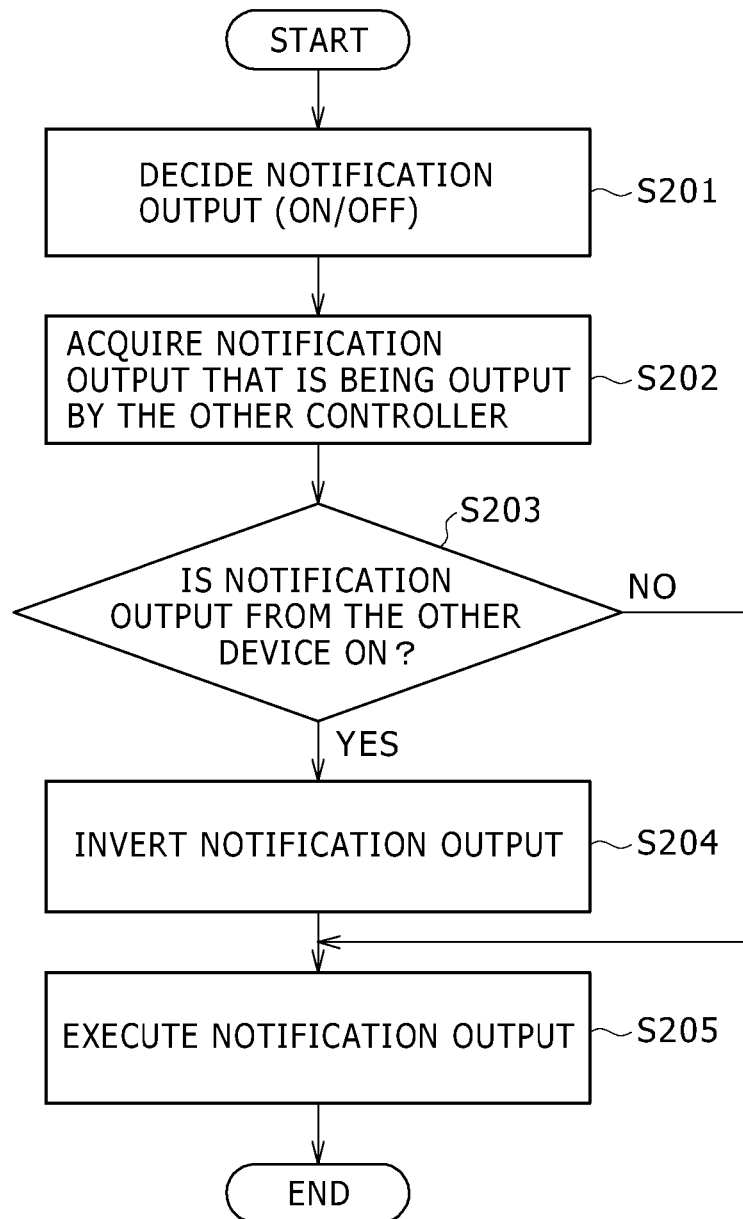 START
DECIDE NOTIFICATION
OUTPUT (ON/OFF)
S201
ACQUIRE NOTIFICATION
OUTPUT THAT IS BEING OUTPUT
BY THE OTHER CONTROLLER
S202
S203
IS NOTIFICATION
OUTPUT FROM THE OTHER
DEVICE ON ?
NO
YES
INVERT NOTIFICATION OUTPUT
S204
EXECUTE NOTIFICATION OUTPUT
S205
END